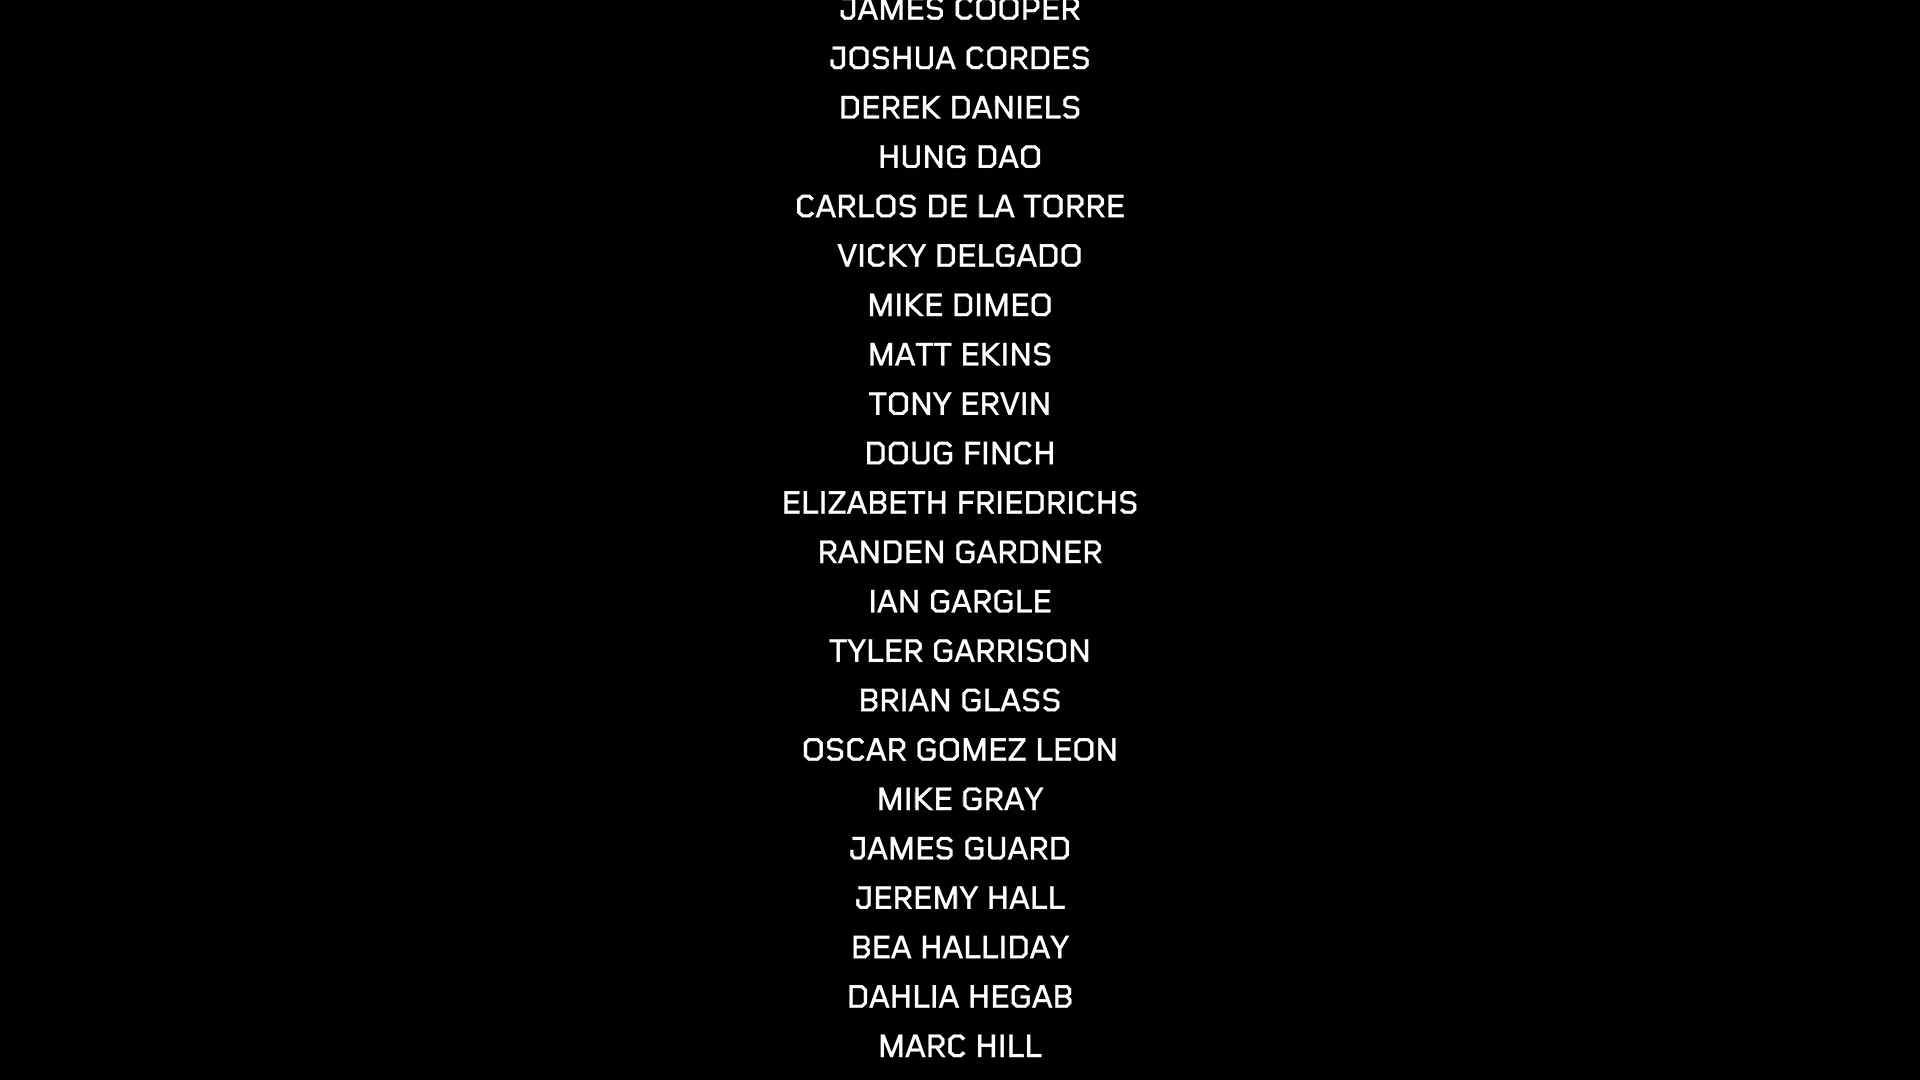 JAMES COOPER
JOSHUA CORDES
DEREK DANIELS
HUNG DAO
CARLOS DE LA TORRE
VICKY DELGADO
MIKE DIMEO
MATT EKINS
TONY ERVIN
DOUG FINCH
ELIZABETH FRIEDRICHS
RANDEN GARDNER
IAN GARGLE
TYLER GARRISON
BRIAN GLASS
OSCAR GOMEZ LEON
MIKE GRAY
JAMES GUARD
JEREMY HALL
BEA HALLIDAY
DAHLIA HEGAB
MARC HILL